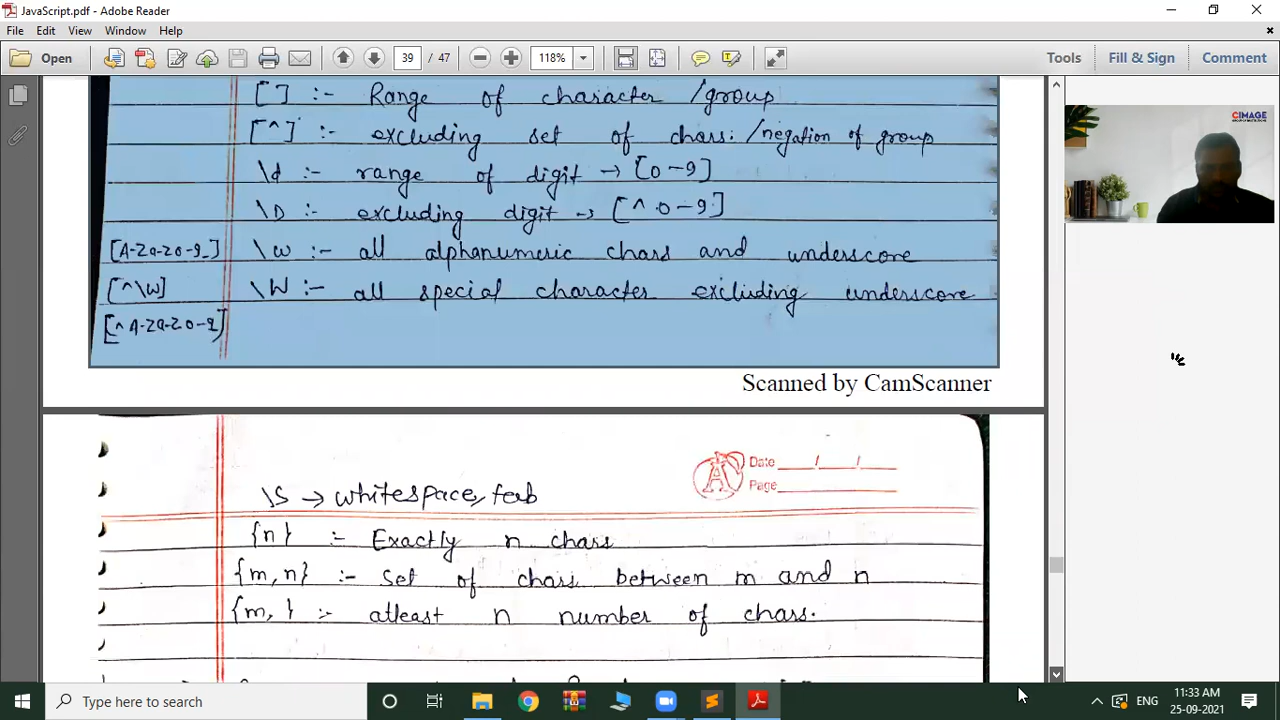 JavaScript.pdf - Adobe Reader
File Edit View Window Help
Open 39 / 47 118% Tools Fill & Sign Comment
[ ] :- Range of character /group
[^] :- excluding set of chars. /negation of group
\d :- range of digit → [0-9]
\D :- excluding digit → [^0-9]
[A-Za-z0-9_] \w :- all alphanumeric chars and underscore
[^\W] \W :- all special character excluding underscore
[^A-Za-z0-9]
Scanned by CamScanner
Date
Page
\s → whitespace, tab
{n} :- Exactly n chars
{m,n} :- set of chars between m and n
{m, } :- atleast n number of chars.
CIMAGE
Type here to search
ENG
11:33 AM
25-09-2021